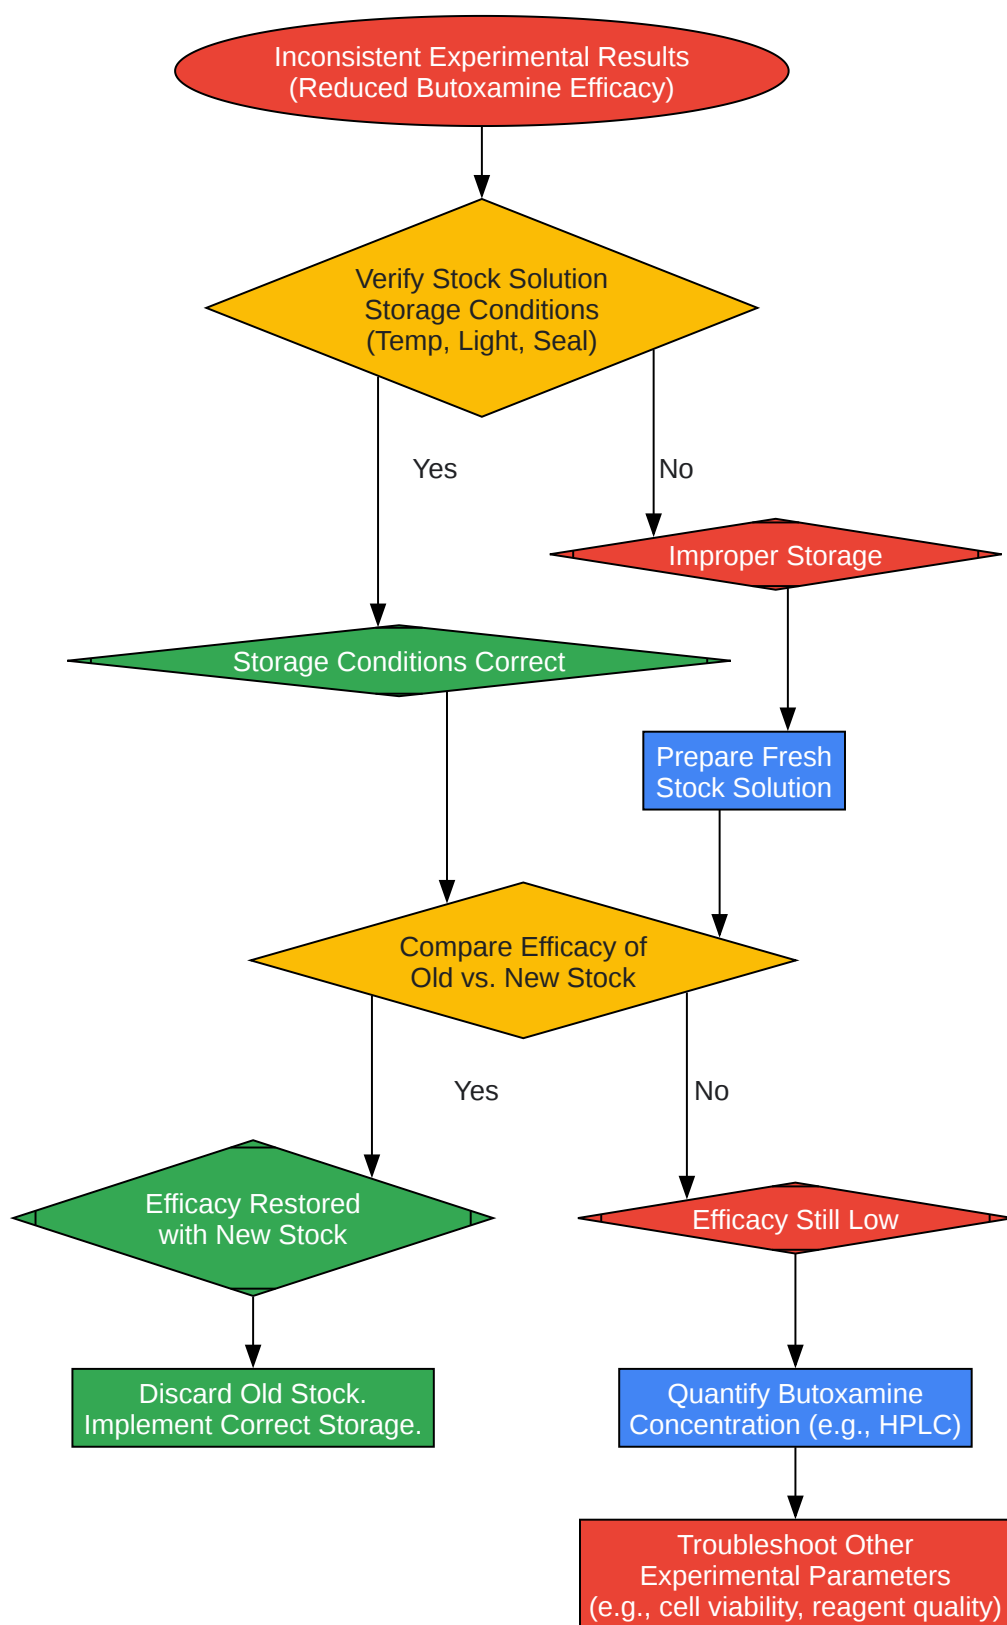 Inconsistent Experimental Results
(Reduced Butoxamine Efficacy)
Verify Stock Solution
Storage Conditions
(Temp, Light, Seal)
Yes
No
Improper Storage
Storage Conditions Correct
Prepare Fresh
Stock Solution
Compare Efficacy of
Old vs. New Stock
Yes
No
Efficacy Restored
with New Stock
Efficacy Still Low
Discard Old Stock.
Implement Correct Storage.
Quantify Butoxamine
Concentration (e.g., HPLC)
Troubleshoot Other
Experimental Parameters
(e.g., cell viability, reagent quality)